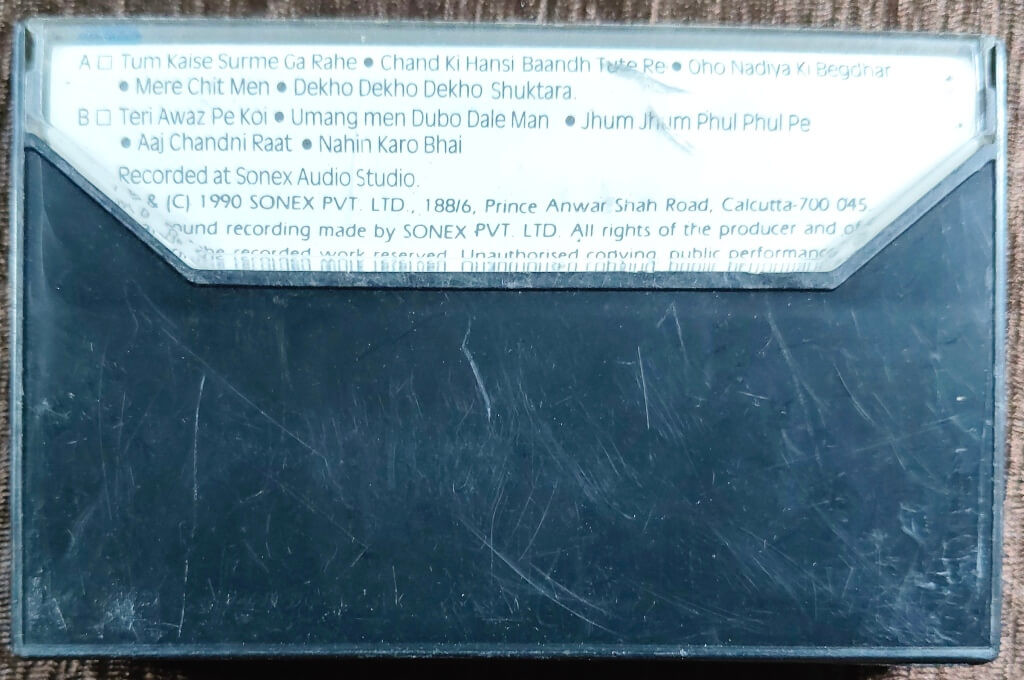 A □ Tum Kaise Surme Ga Rahe • Chand Ki Hansi Baandh Tute Re • Oho Nadiya Ki Begdhar
• Mere Chit Men • Dekho Dekho Dekho Shuktara.
B □ Teri Awaz Pe Koi • Umang men Dubo Dale Man • Jhum Jhum Phul Phul Pe
• Aaj Chandni Raat • Nahin Karo Bhai
Recorded at Sonex Audio Studio.
& (C) 1990 SONEX PVT. LTD., 188/6, Prince Anwar Shah Road, Calcutta-700 045.
recording made by SONEX PVT. LTD. All rights of the producer and
recorded work reserved. Unauthorised copying public